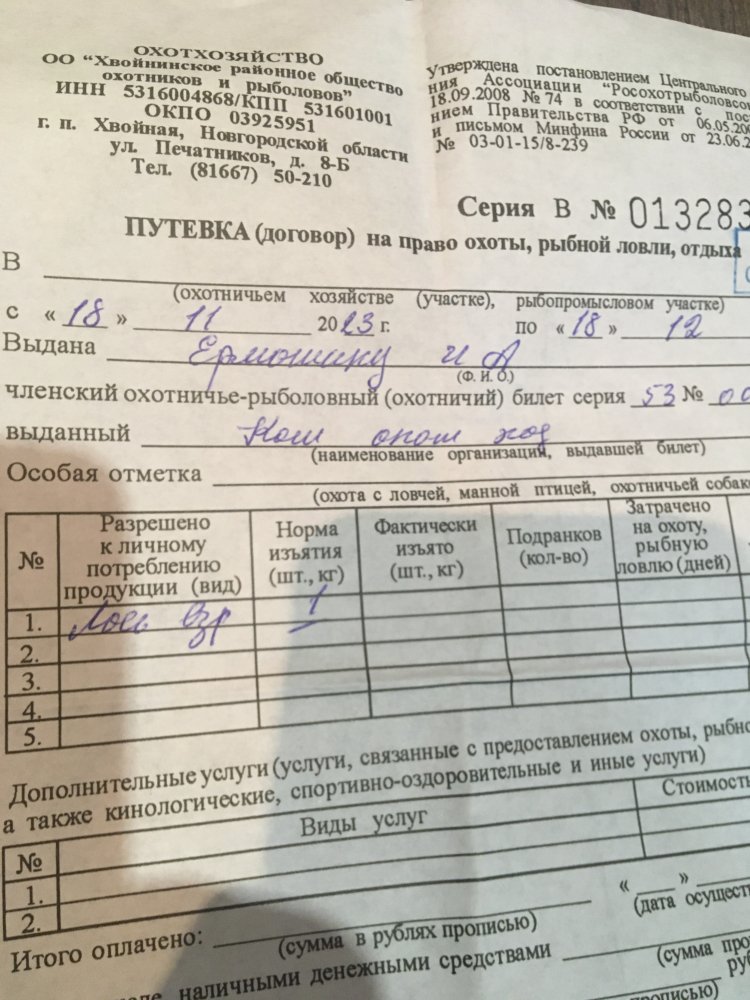 ОХОТХОЗЯЙСТВО
ОО “Хвойнинское районное общество
охотников и рыболовов”
ИНН 5316004868/КПП 531601001
ОКПО 03925951
г. п. Хвойная, Новгородской области
ул. Печатников, д. 8-Б
Тел. (81667) 50-210
Утверждена постановлением Центрального
ния Ассоциации “Росохотрыболовсо
18.09.2008 № 74 в соответствии с пос
нием Правительства РФ от 06.05.20
и письмом Минфина России от 23.06.2
№ 03-01-15/8-239
Серия В № 013283
ПУТЕВКА (договор) на право охоты, рыбной ловли, отдыха
В
(охотничьем хозяйстве (участке), рыбопромысловом участке)
с « 18 » 11 2023 г. по « 18 » 12
Выдана Ермошину И А
(Ф. И. О.)
членский охотничье-рыболовный (охотничий) билет серия 53 № 00
выданный
(наименование организации, выдавшей билет)
Особая отметка
(охота с ловчей, манной птицей, охотничьей собак
№ Разрешено к личному потреблению продукции (вид) Норма изъятия (шт., кг) Фактически изъято (шт., кг) Подранков (кол-во) Затрачено на охоту, рыбную ловлю (дней)
1. Лось взр 1
2.
3.
4.
5.
Дополнительные услуги (услуги, связанные с предоставлением охоты, рыбно
а также кинологические, спортивно-оздоровительные и иные услуги)
№ Виды услуг Стоимость
1.
2.
Итого оплачено:
(сумма в рублях прописью)
« »
(дата осущест
наличными денежными средствами
(сумма про
руб
прописью)